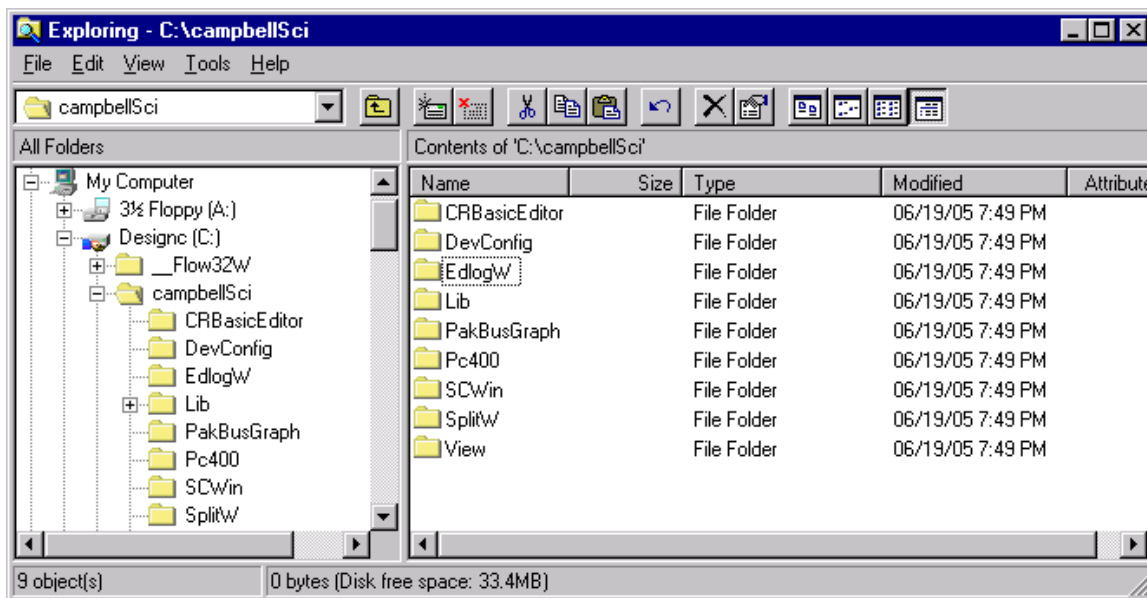 Exploring - C:\campbellSci
File Edit View Tools Help
campbellSci
All Folders
Contents of 'C:\campbellSci'
My Computer
3½ Floppy (A:)
Designc (C:)
__Flow32W
campbellSci
CRBasicEditor
DevConfig
EdlogW
Lib
PakBusGraph
Pc400
SCWin
SplitW
Name Size Type Modified Attribute
CRBasicEditor File Folder 06/19/05 7:49 PM
DevConfig File Folder 06/19/05 7:49 PM
EdlogW File Folder 06/19/05 7:49 PM
Lib File Folder 06/19/05 7:49 PM
PakBusGraph File Folder 06/19/05 7:49 PM
Pc400 File Folder 06/19/05 7:49 PM
SCWin File Folder 06/19/05 7:49 PM
SplitW File Folder 06/19/05 7:49 PM
View File Folder 06/19/05 7:49 PM
9 object(s)
0 bytes (Disk free space: 33.4MB)